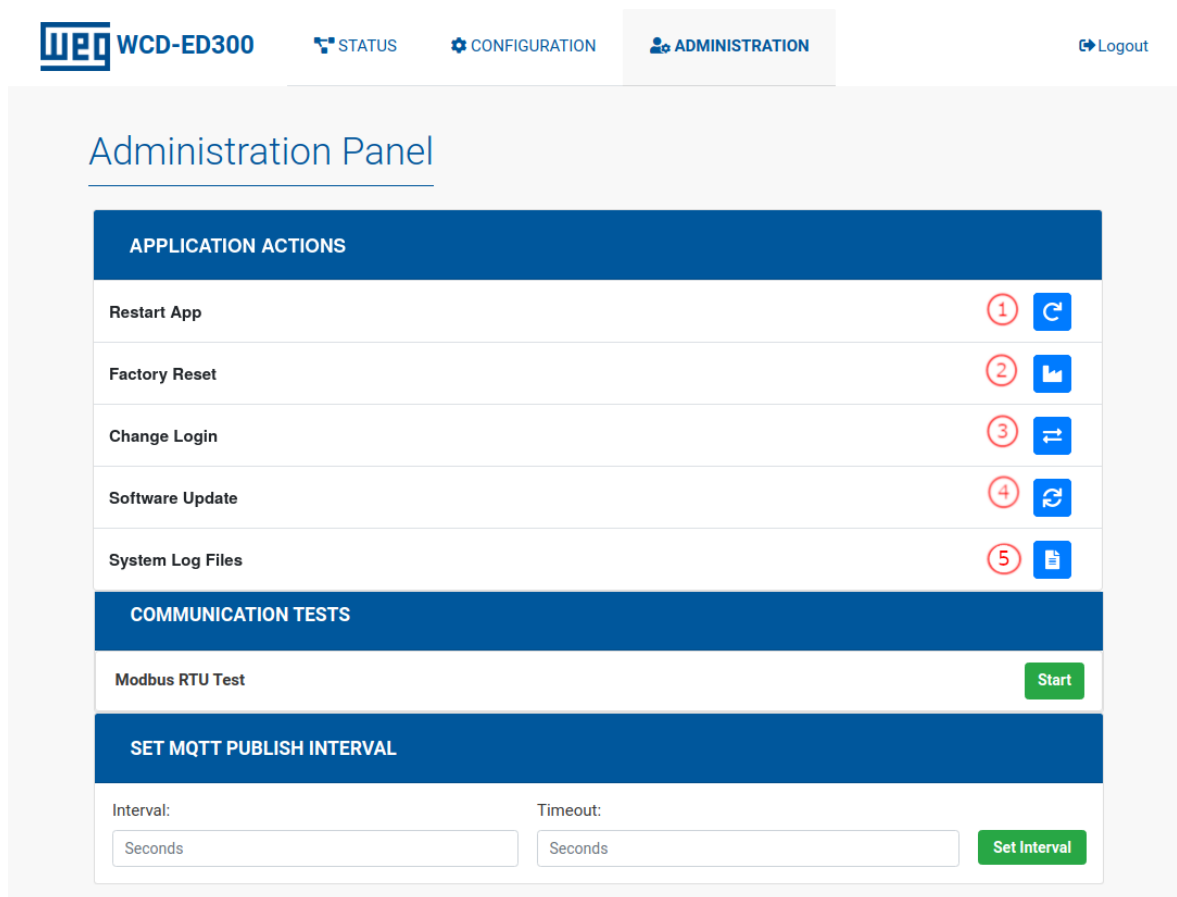 weg WCD-ED300 STATUS CONFIGURATION ADMINISTRATION Logout
Administration Panel
APPLICATION ACTIONS
Restart App 1
Factory Reset 2
Change Login 3
Software Update 4
System Log Files 5
COMMUNICATION TESTS
Modbus RTU Test Start
SET MQTT PUBLISH INTERVAL
Interval: Timeout:
Seconds Seconds Set Interval